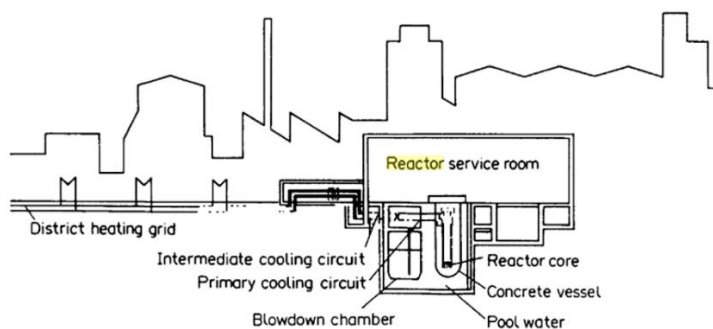 Reactor service room
District heating grid
Intermediate cooling circuit
Primary cooling circuit
Blowdown chamber
Reactor core
Concrete vessel
Pool water